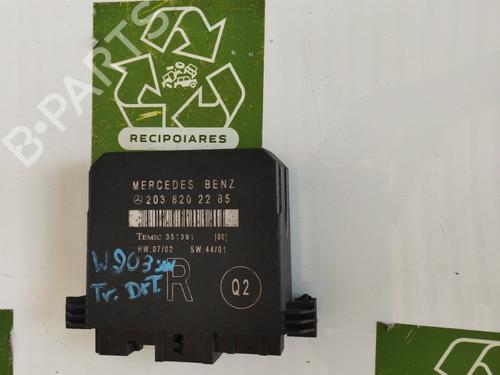 B-PARTS
RECIPOIARES
MERCEDES BENZ
203 820 22 85
TEMIC 351391 [00]
HW:07/02 SW:44/01
W203
Tr. DRT.
R
Q2